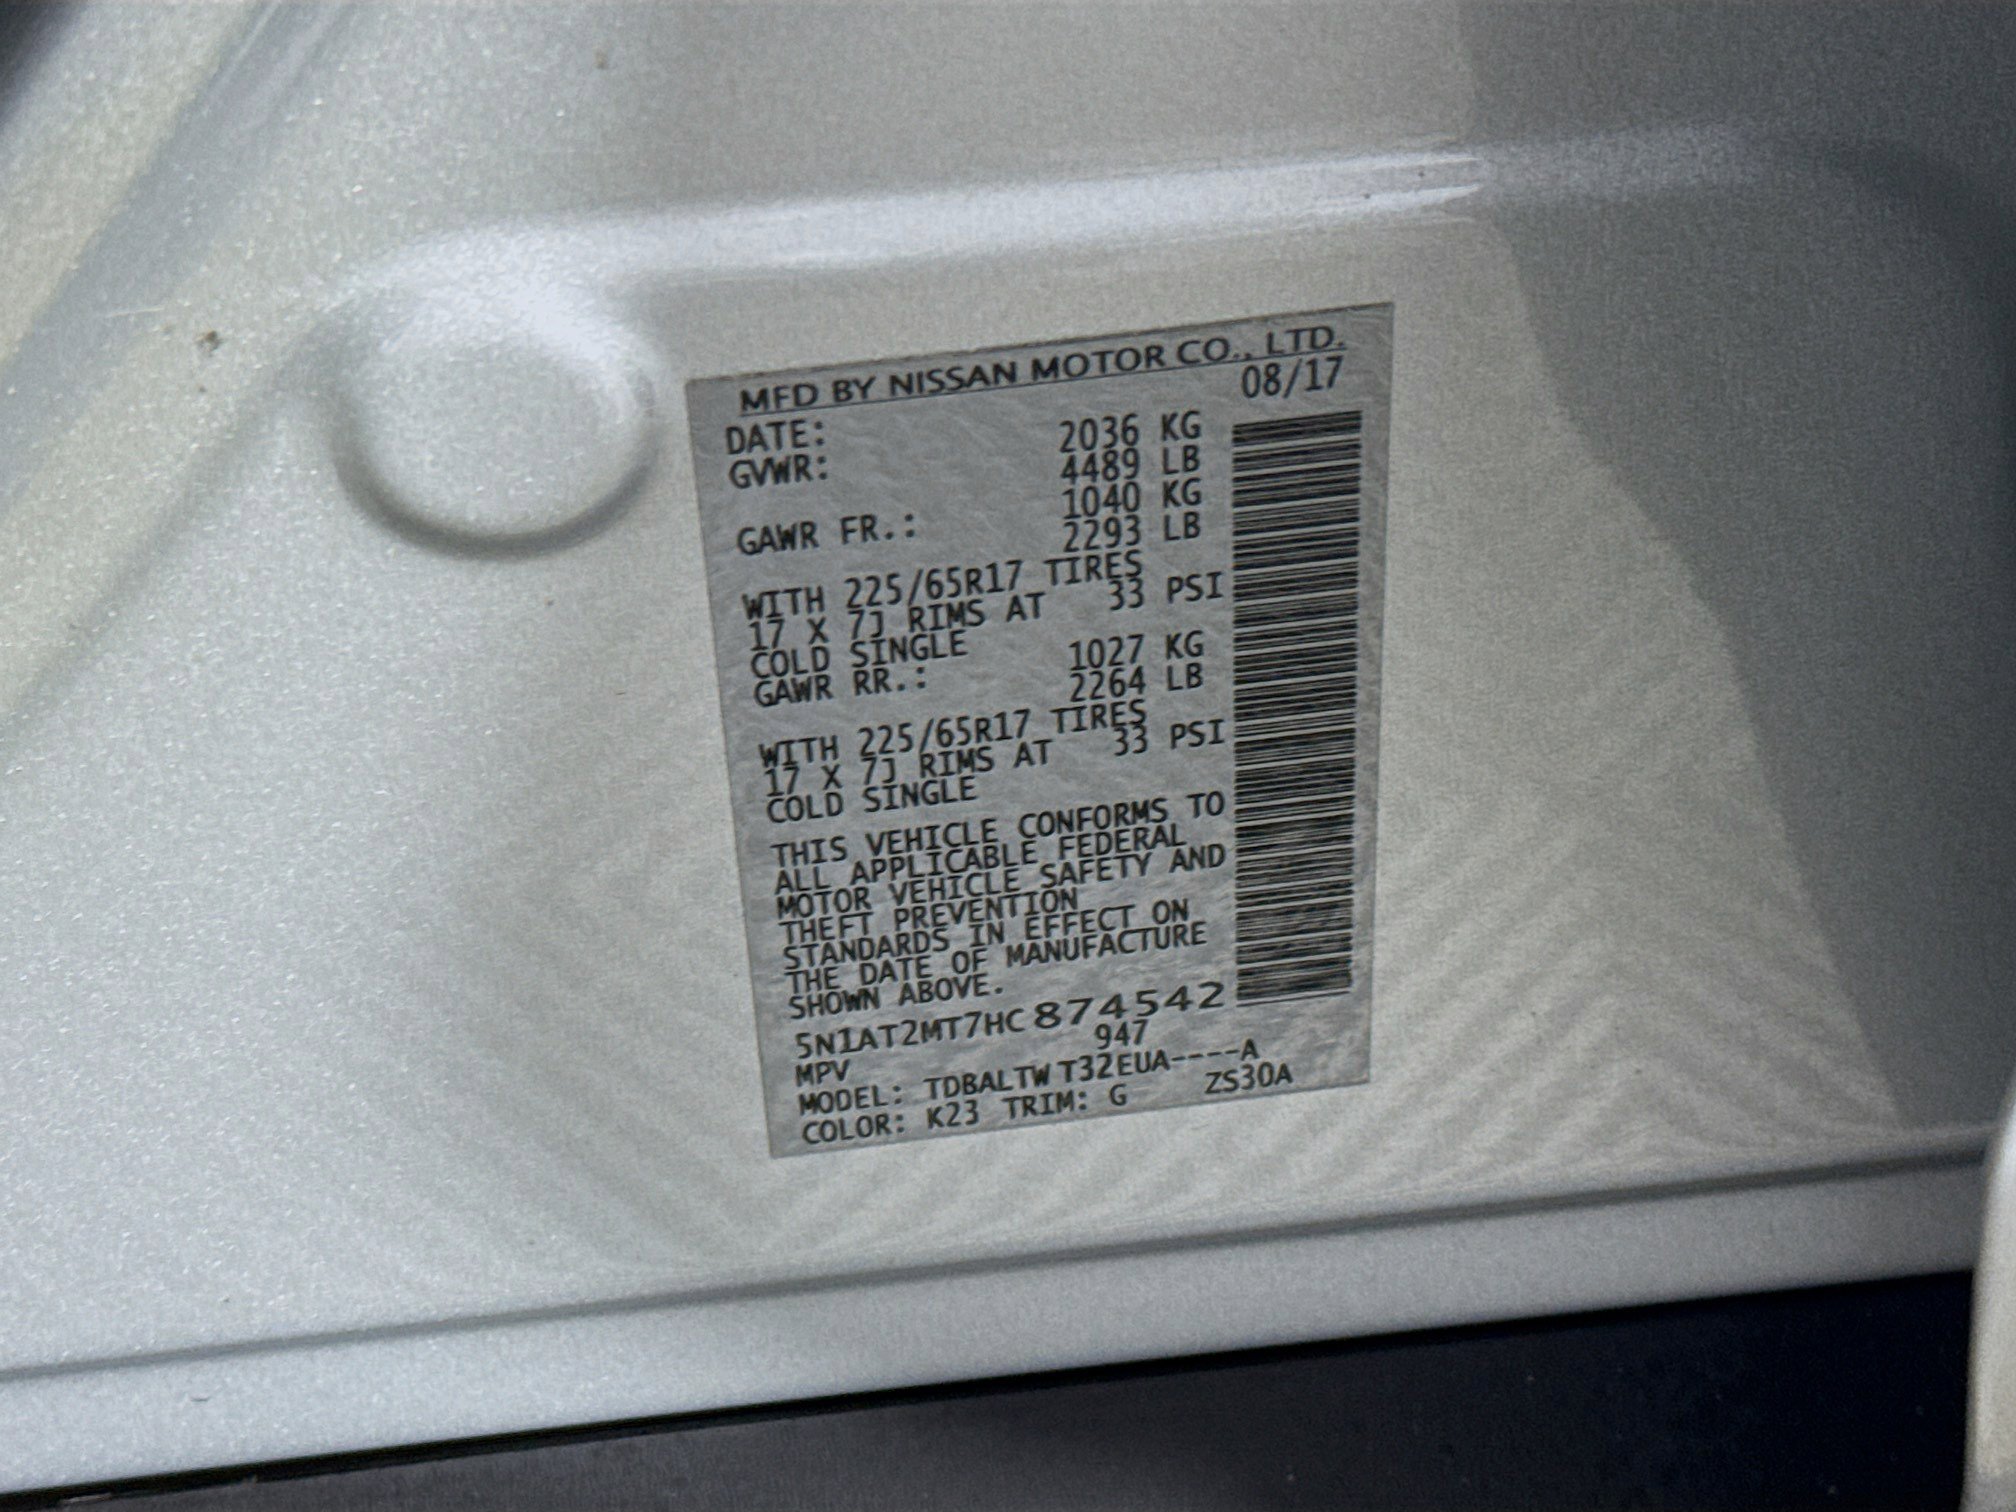 MFD BY NISSAN MOTOR CO., LTD.
DATE: 08/17
GVWR: 2036 KG
4489 LB
GAWR FR.: 1040 KG
2293 LB
WITH 225/65R17 TIRES
17 X 7J RIMS AT 33 PSI
COLD SINGLE
GAWR RR.: 1027 KG
2264 LB
WITH 225/65R17 TIRES
17 X 7J RIMS AT 33 PSI
COLD SINGLE
THIS VEHICLE CONFORMS TO
ALL APPLICABLE FEDERAL
MOTOR VEHICLE SAFETY AND
THEFT PREVENTION
STANDARDS IN EFFECT ON
THE DATE OF MANUFACTURE
SHOWN ABOVE.
5N1AT2MT7HC874542
MPV 947
MODEL: TDBALTW T32EUA----A
COLOR: K23 TRIM: G ZS30A